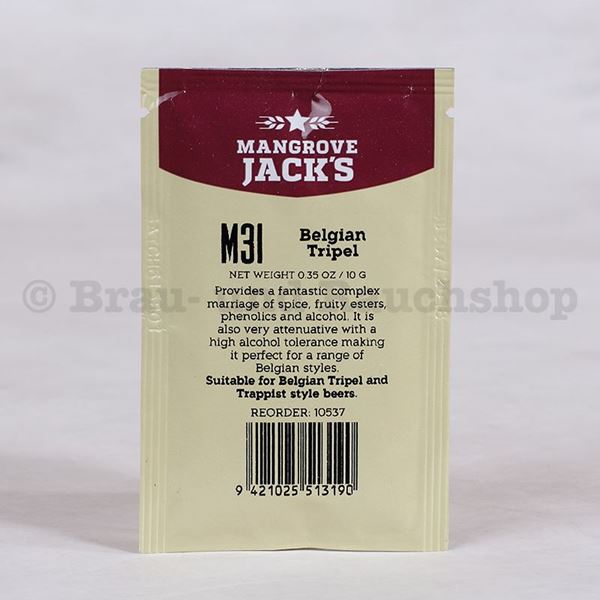 MANGROVE
JACK'S
M31
Belgian
Tripel
NET WEIGHT 0.35 OZ / 10 G
Provides a fantastic complex
marriage of spice, fruity esters,
phenolics and alcohol. It is
also very attenuative with a
high alcohol tolerance making
it perfect for a range of
Belgian styles.
Suitable for Belgian Tripel and
Trappist style beers.
REORDER: 10537
9 421025 513190
© Brau- uchshop